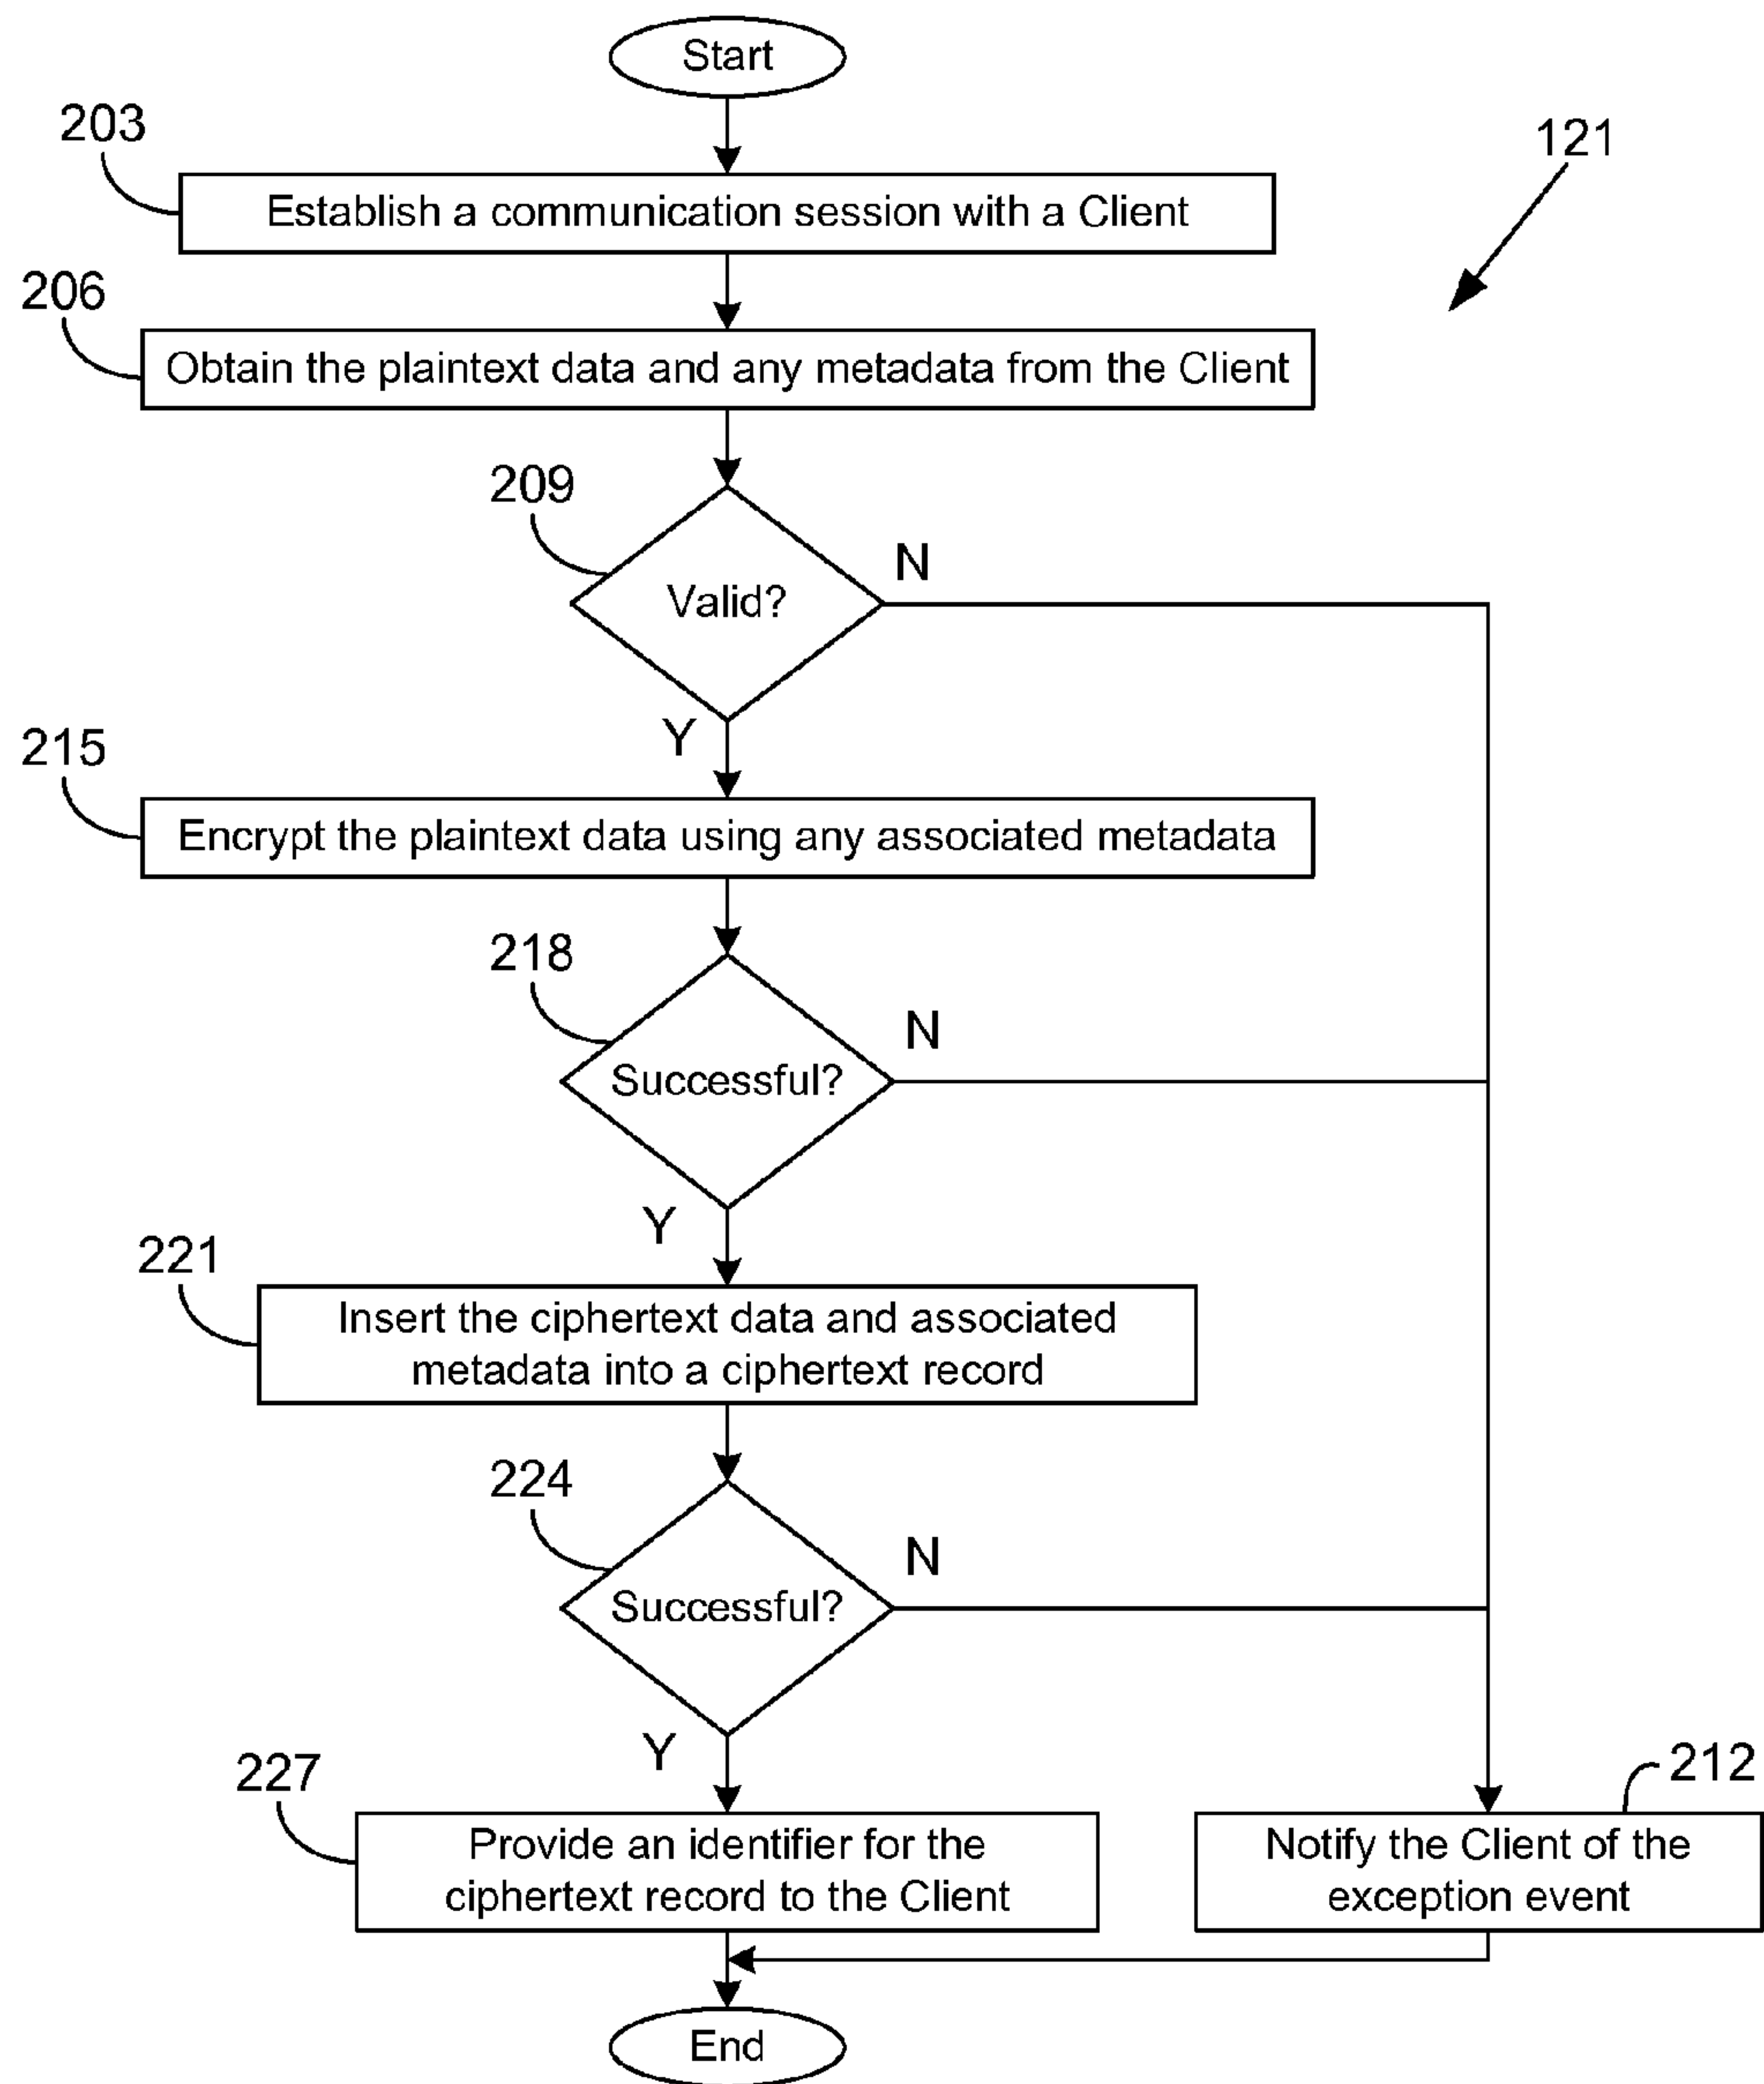 Start
203
121
Establish a communication session with a Client
206
Obtain the plaintext data and any metadata from the Client
209
N
Valid?
Y
215
Encrypt the plaintext data using any associated metadata
218
N
Successful?
Y
221
Insert the ciphertext data and associated
metadata into a ciphertext record
224
N
Successful?
Y
227
212
Provide an identifier for the
ciphertext record to the Client
Notify the Client of the
exception event
End